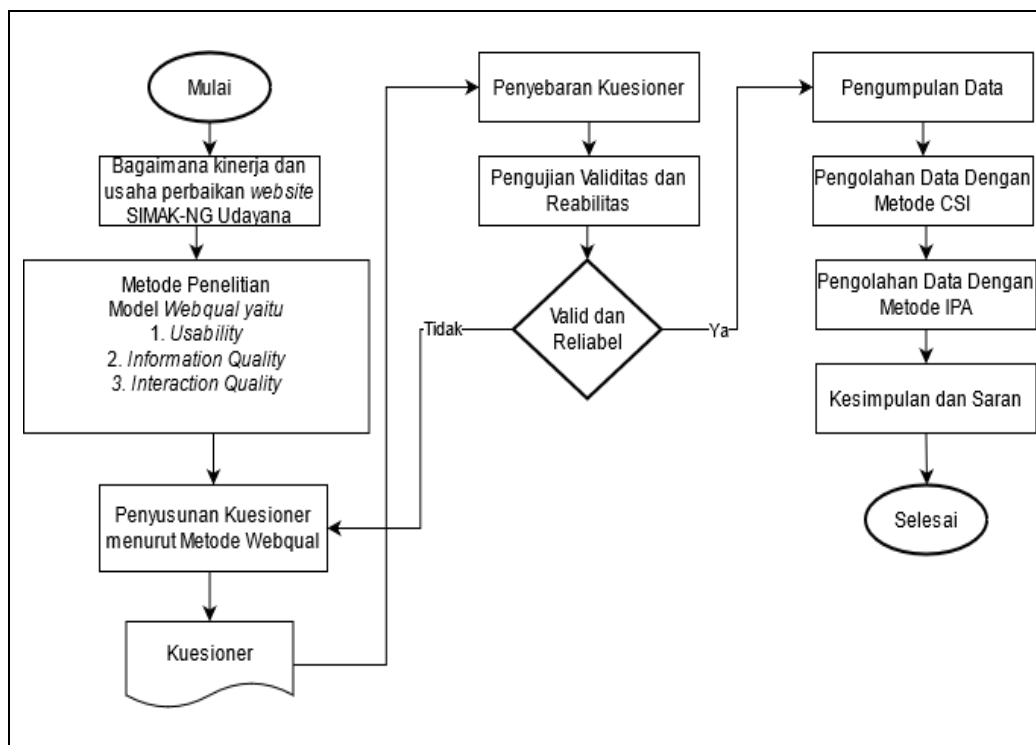 Mulai
Bagaimana kinerja dan
usaha perbaikan website
SIMAK-NG Udayana
Metode Penelitian
Model Webqual yaitu
1. Usability
2. Information Quality
3. Interaction Quality
Penyusunan Kuesioner
menurut Metode Webqual
Kuesioner
Penyebaran Kuesioner
Pengujian Validitas dan
Reabilitas
Valid dan
Reliabel
Tidak
Ya
Pengumpulan Data
Pengolahan Data Dengan
Metode CSI
Pengolahan Data Dengan
Metode IPA
Kesimpulan dan Saran
Selesai